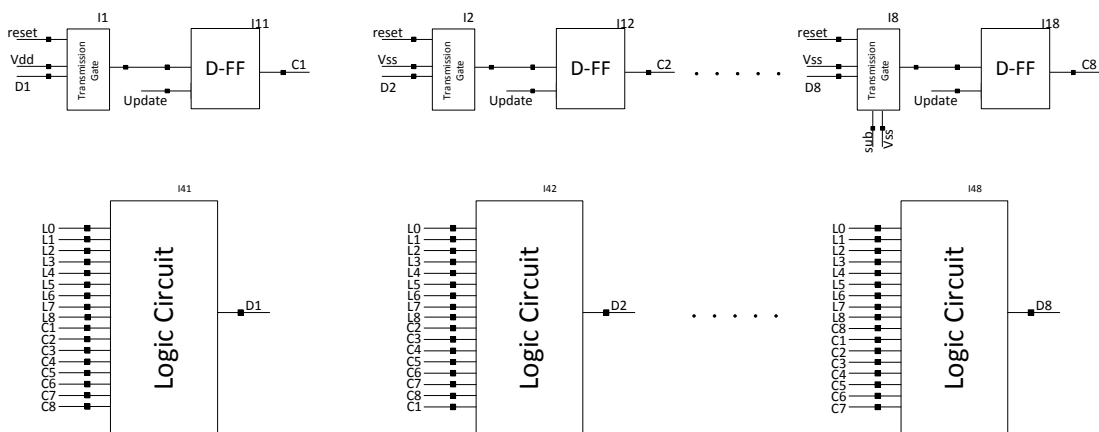 I1
I11
I2
I12
I8
I18
reset
Vdd
D1
Transmission
Gate
D-FF
C1
Update
reset
Vss
D2
Transmission
Gate
D-FF
C2
Update
reset
Vss
D8
Transmission
Gate
D-FF
C8
Update
sub
Vss
I41
L0
L1
L2
L3
L4
L5
L6
L7
L8
C1
C2
C3
C4
C5
C6
C7
C8
Logic Circuit
D1
I42
L0
L1
L2
L3
L4
L5
L6
L7
L8
C2
C3
C4
C5
C6
C7
C8
C1
Logic Circuit
D2
I48
L0
L1
L2
L3
L4
L5
L6
L7
L8
C8
C1
C2
C3
C4
C5
C6
C7
Logic Circuit
D8